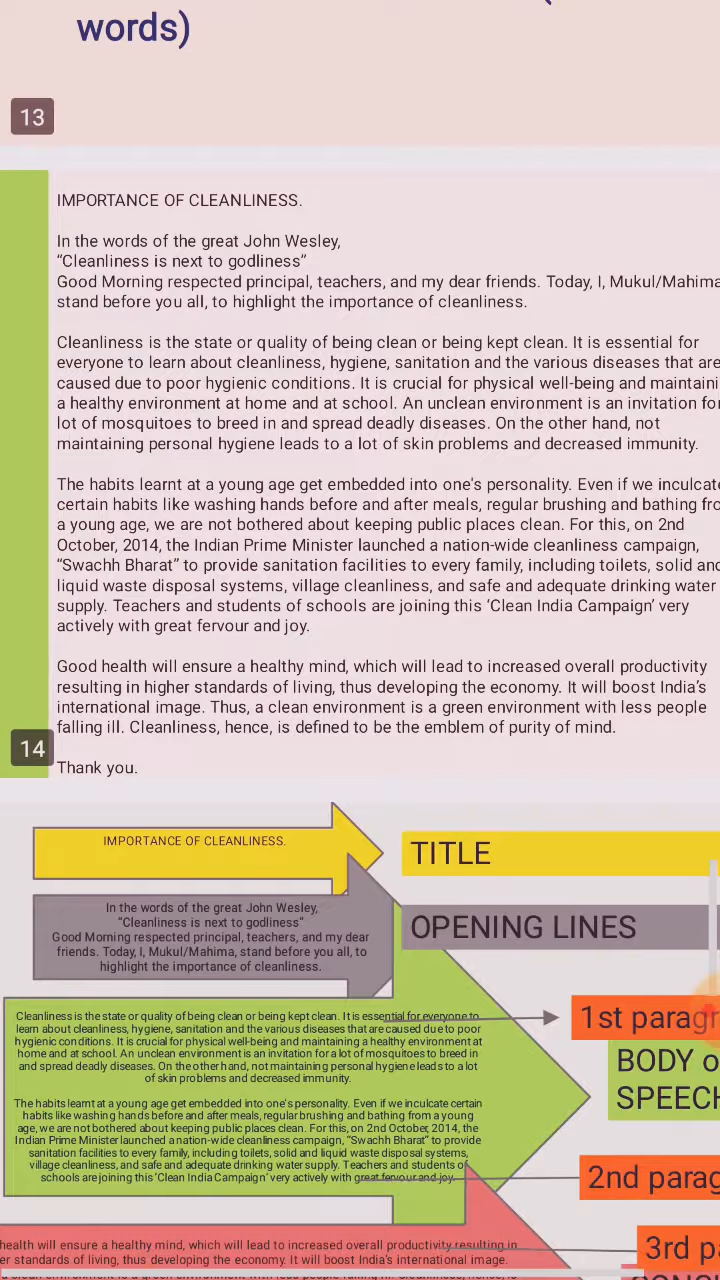 words)
13
IMPORTANCE OF CLEANLINESS.
In the words of the great John Wesley,
“Cleanliness is next to godliness”
Good Morning respected principal, teachers, and my dear friends. Today, I, Mukul/Mahima
stand before you all, to highlight the importance of cleanliness.
Cleanliness is the state or quality of being clean or being kept clean. It is essential for
everyone to learn about cleanliness, hygiene, sanitation and the various diseases that are
caused due to poor hygienic conditions. It is crucial for physical well-being and maintaini
a healthy environment at home and at school. An unclean environment is an invitation for
lot of mosquitoes to breed in and spread deadly diseases. On the other hand, not
maintaining personal hygiene leads to a lot of skin problems and decreased immunity.
The habits learnt at a young age get embedded into one's personality. Even if we inculcate
certain habits like washing hands before and after meals, regular brushing and bathing fro
a young age, we are not bothered about keeping public places clean. For this, on 2nd
October, 2014, the Indian Prime Minister launched a nation-wide cleanliness campaign,
“Swachh Bharat” to provide sanitation facilities to every family, including toilets, solid and
liquid waste disposal systems, village cleanliness, and safe and adequate drinking water
supply. Teachers and students of schools are joining this ‘Clean India Campaign’ very
actively with great fervour and joy.
Good health will ensure a healthy mind, which will lead to increased overall productivity
resulting in higher standards of living, thus developing the economy. It will boost India’s
international image. Thus, a clean environment is a green environment with less people
falling ill. Cleanliness, hence, is defined to be the emblem of purity of mind.
14
Thank you.
IMPORTANCE OF CLEANLINESS.
TITLE
In the words of the great John Wesley,
“Cleanliness is next to godliness”
Good Morning respected principal, teachers, and my dear
friends. Today, I, Mukul/Mahima, stand before you all, to
highlight the importance of cleanliness.
OPENING LINES
Cleanliness is the state or quality of being clean or being kept clean. It is essential for everyone to
learn about cleanliness, hygiene, sanitation and the various diseases that are caused due to poor
hygienic conditions. It is crucial for physical well-being and maintaining a healthy environment at
home and at school. An unclean environment is an invitation for a lot of mosquitoes to breed in
and spread deadly diseases. On the other hand, not maintaining personal hygiene leads to a lot
of skin problems and decreased immunity.
The habits learnt at a young age get embedded into one's personality. Even if we inculcate certain
habits like washing hands before and after meals, regular brushing and bathing from a young
age, we are not bothered about keeping public places clean. For this, on 2nd October, 2014, the
Indian Prime Minister launched a nation-wide cleanliness campaign, “Swachh Bharat” to provide
sanitation facilities to every family, including toilets, solid and liquid waste disposal systems,
village cleanliness, and safe and adequate drinking water supply. Teachers and students of
schools are joining this ‘Clean India Campaign’ very actively with great fervour and joy.
1st paragr
BODY o
SPEECH
2nd parag
health will ensure a healthy mind, which will lead to increased overall productivity resulting in
er standards of living, thus developing the economy. It will boost India’s international image.
3rd pa